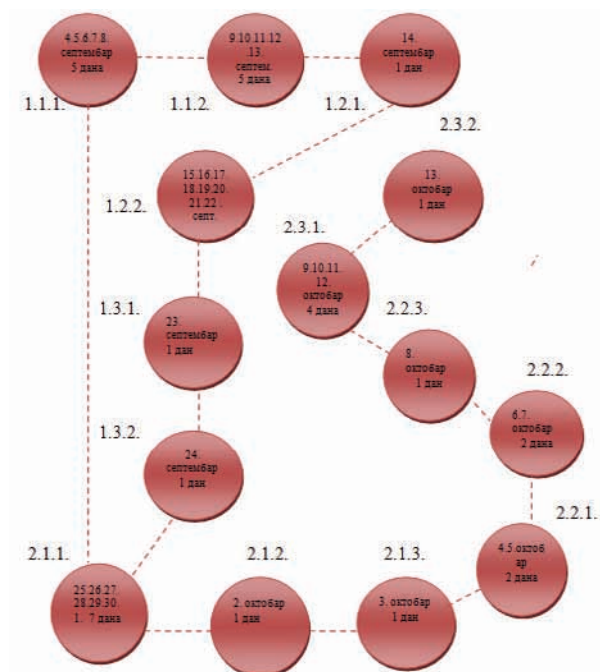 4.5.6.7.8.
септембар
5 дана
9.10.11.12
.13.
септем.
5 дана
14.
септембар
1 дан
1.1.1.
1.1.2.
1.2.1.
2.3.2.
15.16.17.
18.19.20.
21.22 .
септ.
13.
октобар
1 дан
1.2.2.
2.3.1.
9.10.11.
12.
октобар
4 дана
1.3.1.
2.2.3.
23.
септембар
1 дан
8.
октобар
1 дан
2.2.2.
6.7.
октобар
2 дана
1.3.2.
24.
септембар
1 дан
2.2.1.
4.5.октоб
ар
2 дана
2.1.1.
2.1.2.
2.1.3.
25.26.27.
28.29.30.
1. 7 дана
2. октобар
1 дан
3. октобар
1 дан